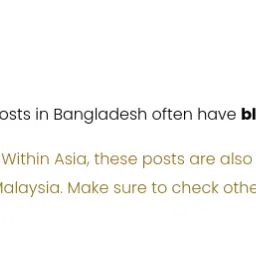 osts in Bangladesh often have bl
Within Asia, these posts are also
Malaysia. Make sure to check othe